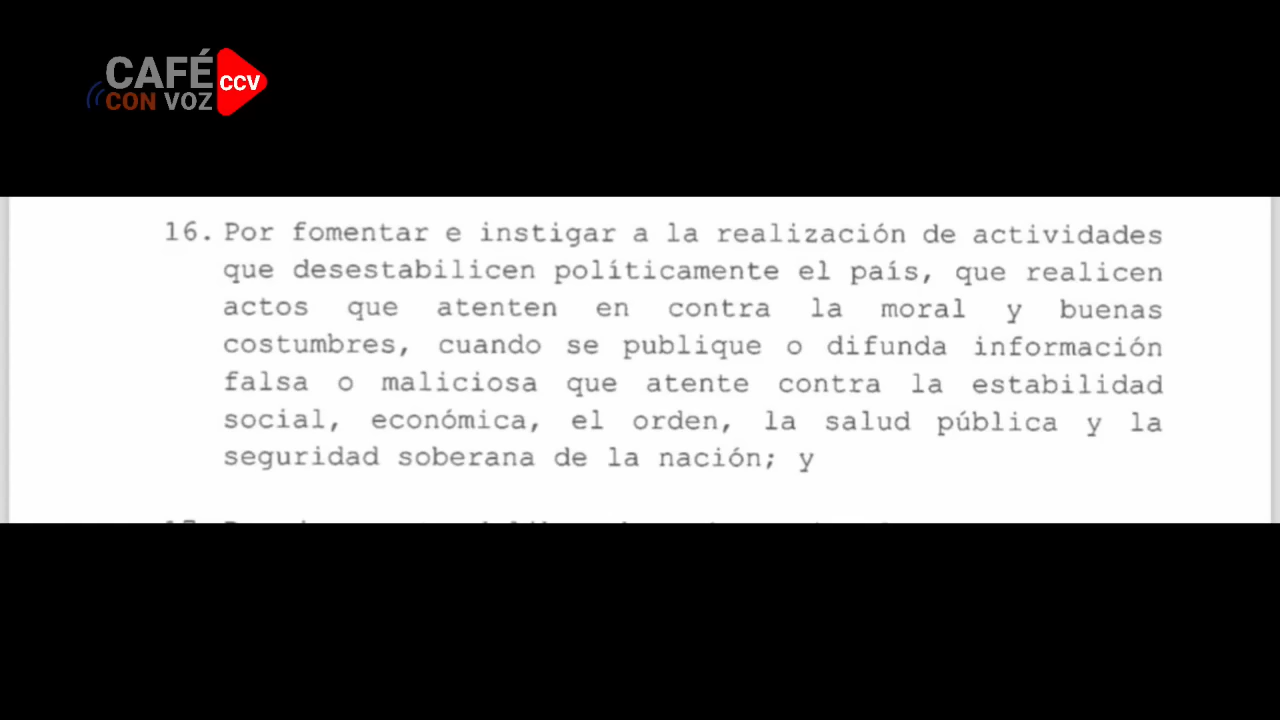 CAFÉ
CON VOZ
CCV
16. Por fomentar e instigar a la realización de actividades
que desestabilicen políticamente el país, que realicen
actos que atenten en contra la moral y buenas
costumbres, cuando se publique o difunda información
falsa o maliciosa que atente contra la estabilidad
social, económica, el orden, la salud pública y la
seguridad soberana de la nación; y